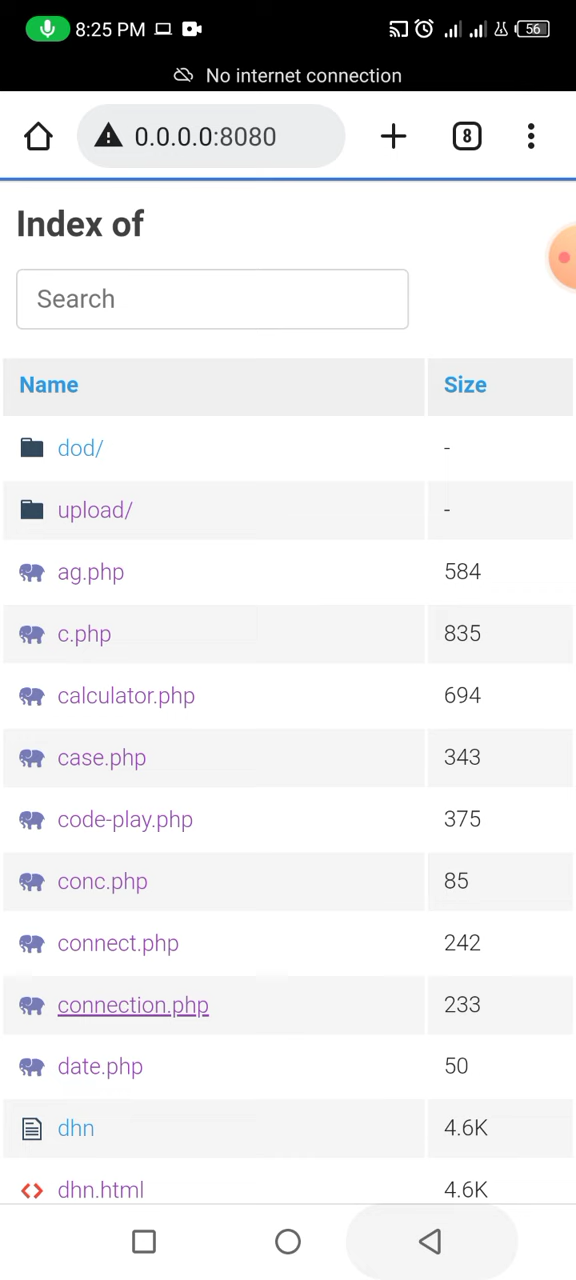 8:25 PM
56
No internet connection
0.0.0.0:8080
8
Index of
Search
Name Size
dod/ -
upload/ -
ag.php 584
c.php 835
calculator.php 694
case.php 343
code-play.php 375
conc.php 85
connect.php 242
connection.php 233
date.php 50
dhn 4.6K
dhn.html 4.6K